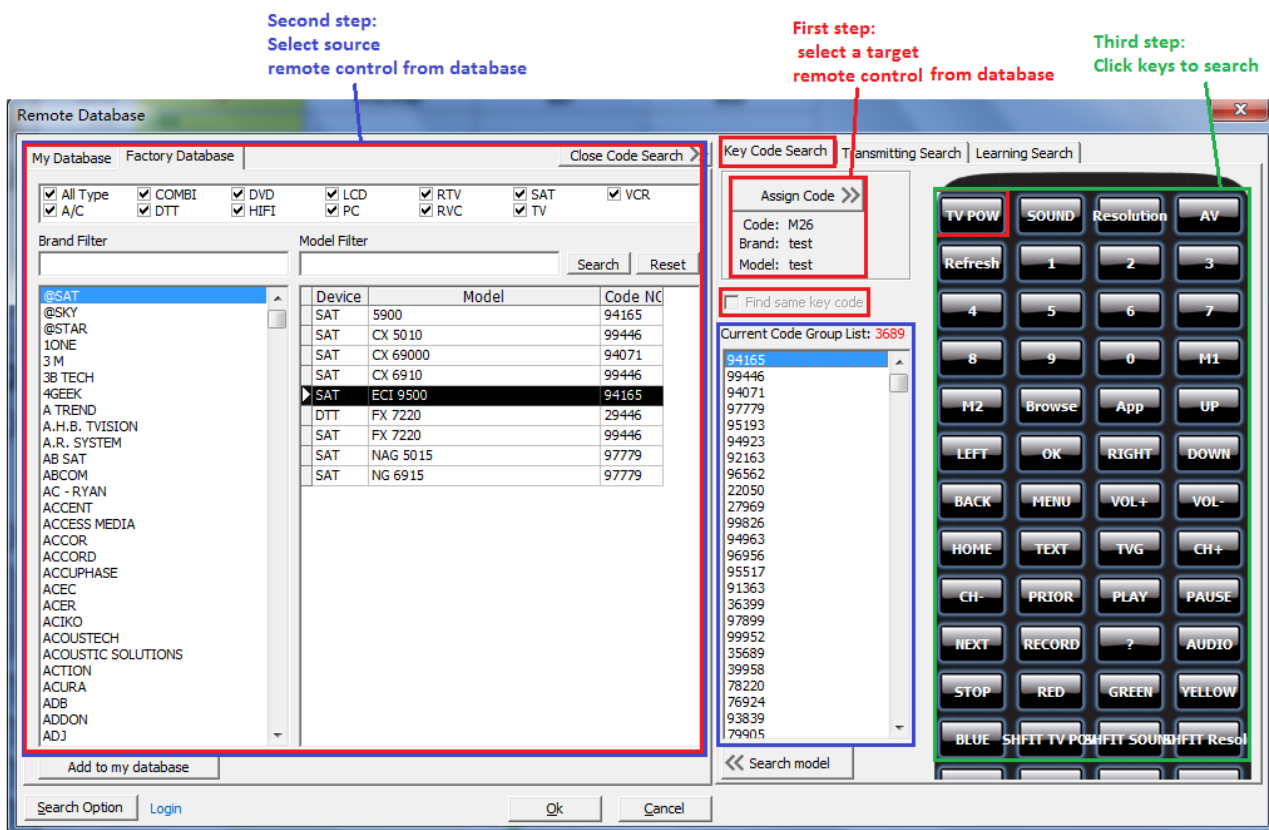 Second step:
Select source
remote control from database
First step:
select a target
remote control from database
Third step:
Click keys to search
Remote Database
X
My Database
Factory Database
Close Code Search >>
Key Code Search
Transmitting Search
Learning Search
All Type
COMBI
DVD
LCD
RTV
SAT
VCR
A/C
DTT
HIFI
PC
RVC
TV
Brand Filter
Model Filter
Search
Reset
@SAT
@SKY
@STAR
1ONE
3 M
3B TECH
4GEEK
A TREND
A.H.B. TVISION
A.R. SYSTEM
AB SAT
ABCOM
AC - RYAN
ACCENT
ACCESS MEDIA
ACCOR
ACCORD
ACCUPHASE
ACEC
ACER
ACIKO
ACOUSTECH
ACOUSTIC SOLUTIONS
ACTION
ACURA
ADB
ADDON
ADJ
Device Model Code NO
SAT 5900 94165
SAT CX 5010 99446
SAT CX 69000 94071
SAT CX 6910 99446
SAT ECI 9500 94165
DTT FX 7220 29446
SAT FX 7220 99446
SAT NAG 5015 97779
SAT NG 6915 97779
Assign Code >>
Code: M26
Brand: test
Model: test
Find same key code
Current Code Group List: 3689
94165
99446
94071
97779
95193
94923
92163
96562
22050
27969
99826
94963
96956
95517
91363
36399
97899
99952
35689
39958
78220
76924
93839
79905
<< Search model
TV POW SOUND Resolution AV
Refresh 1 2 3
4 5 6 7
8 9 0 M1
M2 Browse App UP
LEFT OK RIGHT DOWN
BACK MENU VOL+ VOL-
HOME TEXT TVG CH+
CH- PRIOR PLAY PAUSE
NEXT RECORD ? AUDIO
STOP RED GREEN YELLOW
BLUE SHFIT TV PO SHFIT SOUN SHFIT Resol
Add to my database
Search Option
Login
Ok
Cancel